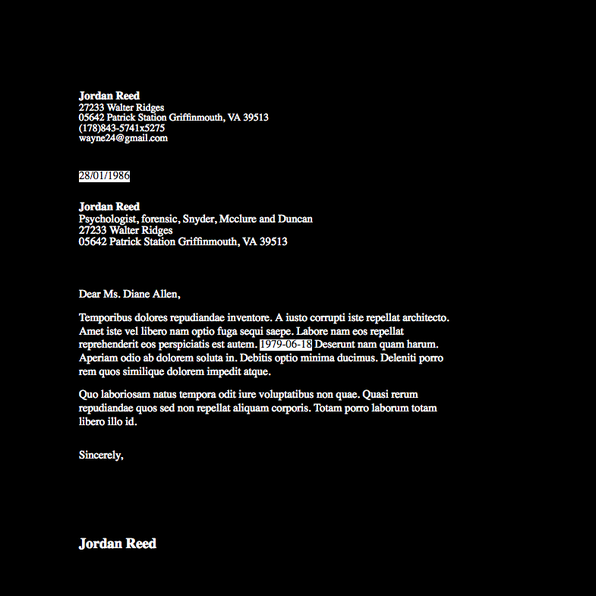 Jordan Reed
27233 Walter Ridges
05642 Patrick Station Griffinmouth, VA 39513
(178)843-5741x5275
wayne24@gmail.com
28/01/1986
Jordan Reed
Psychologist, forensic, Snyder, Mcclure and Duncan
27233 Walter Ridges
05642 Patrick Station Griffinmouth, VA 39513
Dear Ms. Diane Allen,
Temporibus dolores repudiandae inventore. A iusto corrupti iste repellat architecto.
Amet iste vel libero nam optio fuga sequi saepe. Labore nam eos repellat
reprehenderit eos perspiciatis est autem. 1979-06-18 Deserunt nam quam harum.
Aperiam odio ab dolorem soluta in. Debitis optio minima ducimus. Deleniti porro
rem quos similique dolorem impedit atque.
Quo laboriosam natus tempora odit iure voluptatibus non quae. Quasi rerum
repudiandae quos sed non repellat aliquam corporis. Totam porro laborum totam
libero illo id.
Sincerely,
Jordan Reed